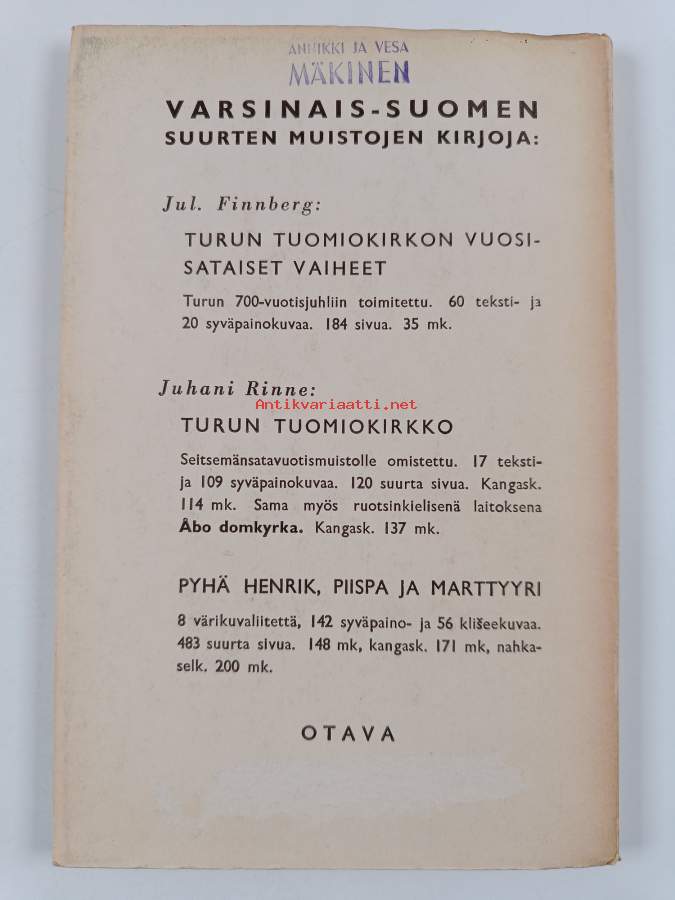 ANNIKKI JA VESA
MÄKINEN
VARSINAIS-SUOMEN
SUURTEN MUISTOJEN KIRJOJA:
Jul. Finnberg:
TURUN TUOMIOKIRKON VUOSI-
SATAISET VAIHEET
Turun 700-vuotisjuhliin toimitettu. 60 teksti- ja
20 syväpainokuvaa. 184 sivua. 35 mk.
Juhani Rinne:
Antikvariaatti.net
TURUN TUOMIOKIRKKO
Seitsemänsatavuotismuistolle omistettu. 17 teksti-
ja 109 syväpainokuvaa. 120 suurta sivua. Kangask.
114 mk. Sama myös ruotsinkielisenä laitoksena
Åbo domkyrka. Kangask. 137 mk.
PYHÄ HENRIK, PIISPA JA MARTTYYRI
8 värikuvaliitettä, 142 syväpaino- ja 56 klišeekuvaa.
483 suurta sivua. 148 mk, kangask. 171 mk, nahka-
selk. 200 mk.
OTAVA